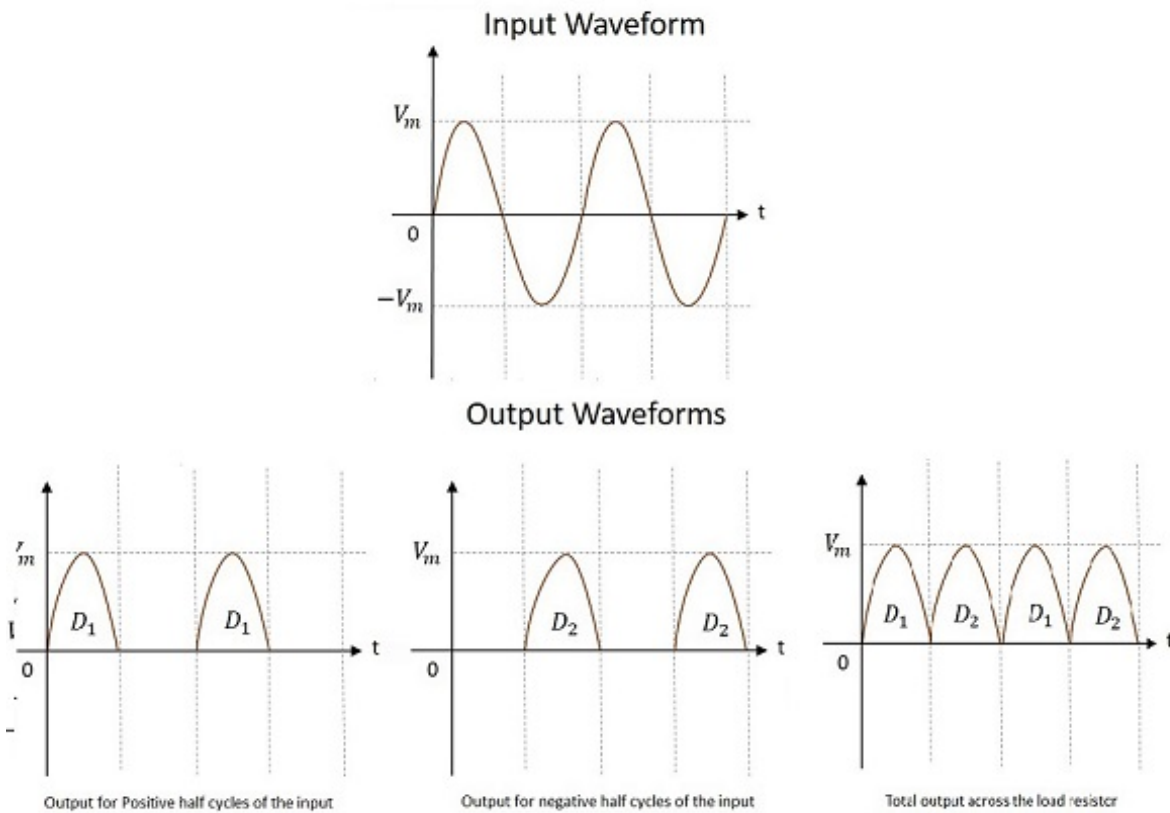 Input Waveform
V_m
t
0
−V_m
Output Waveforms
D_1
D_1
t
0
Output for Positive half cycles of the input
V_m
D_2
D_2
t
0
Output for negative half cycles of the input
V_m
D_1
D_2
D_1
D_2
t
0
Total output across the load resistor